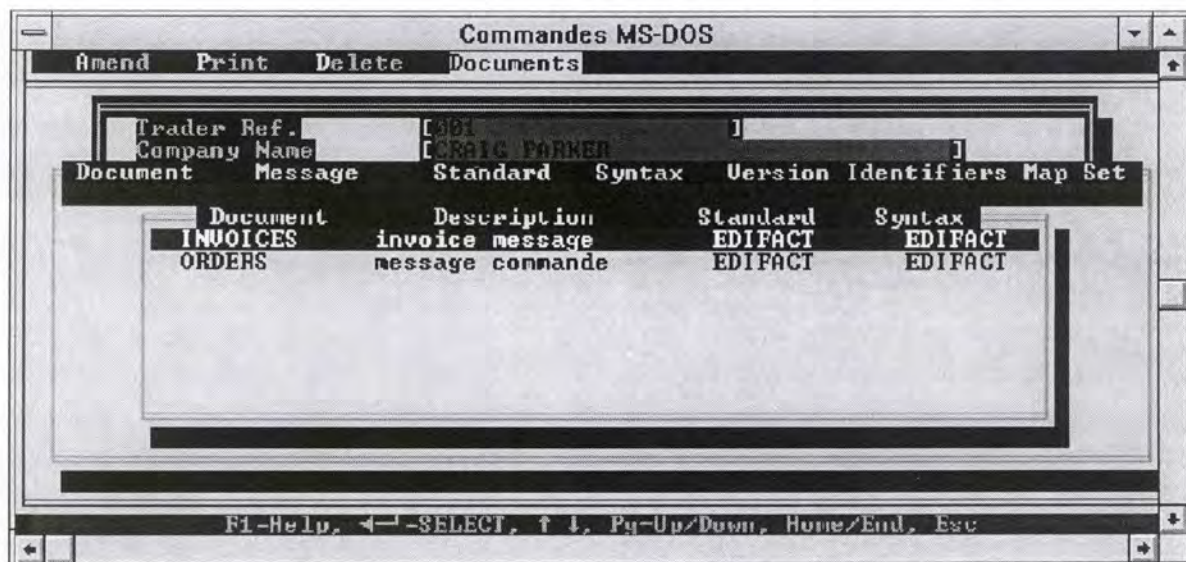 Commandes MS-DOS
Amend Print Delete Documents
Trader Ref. [001 ]
Company Name [CRAIG PARKER ]
Document Message Standard Syntax Version Identifiers Map Set
Document Description Standard Syntax
INVOICES invoice message EDIFACT EDIFACT
ORDERS message commande EDIFACT EDIFACT
F1-Help, ◄─┘-SELECT, ↑ ↓, Pg-Up/Down, Home/End, Esc